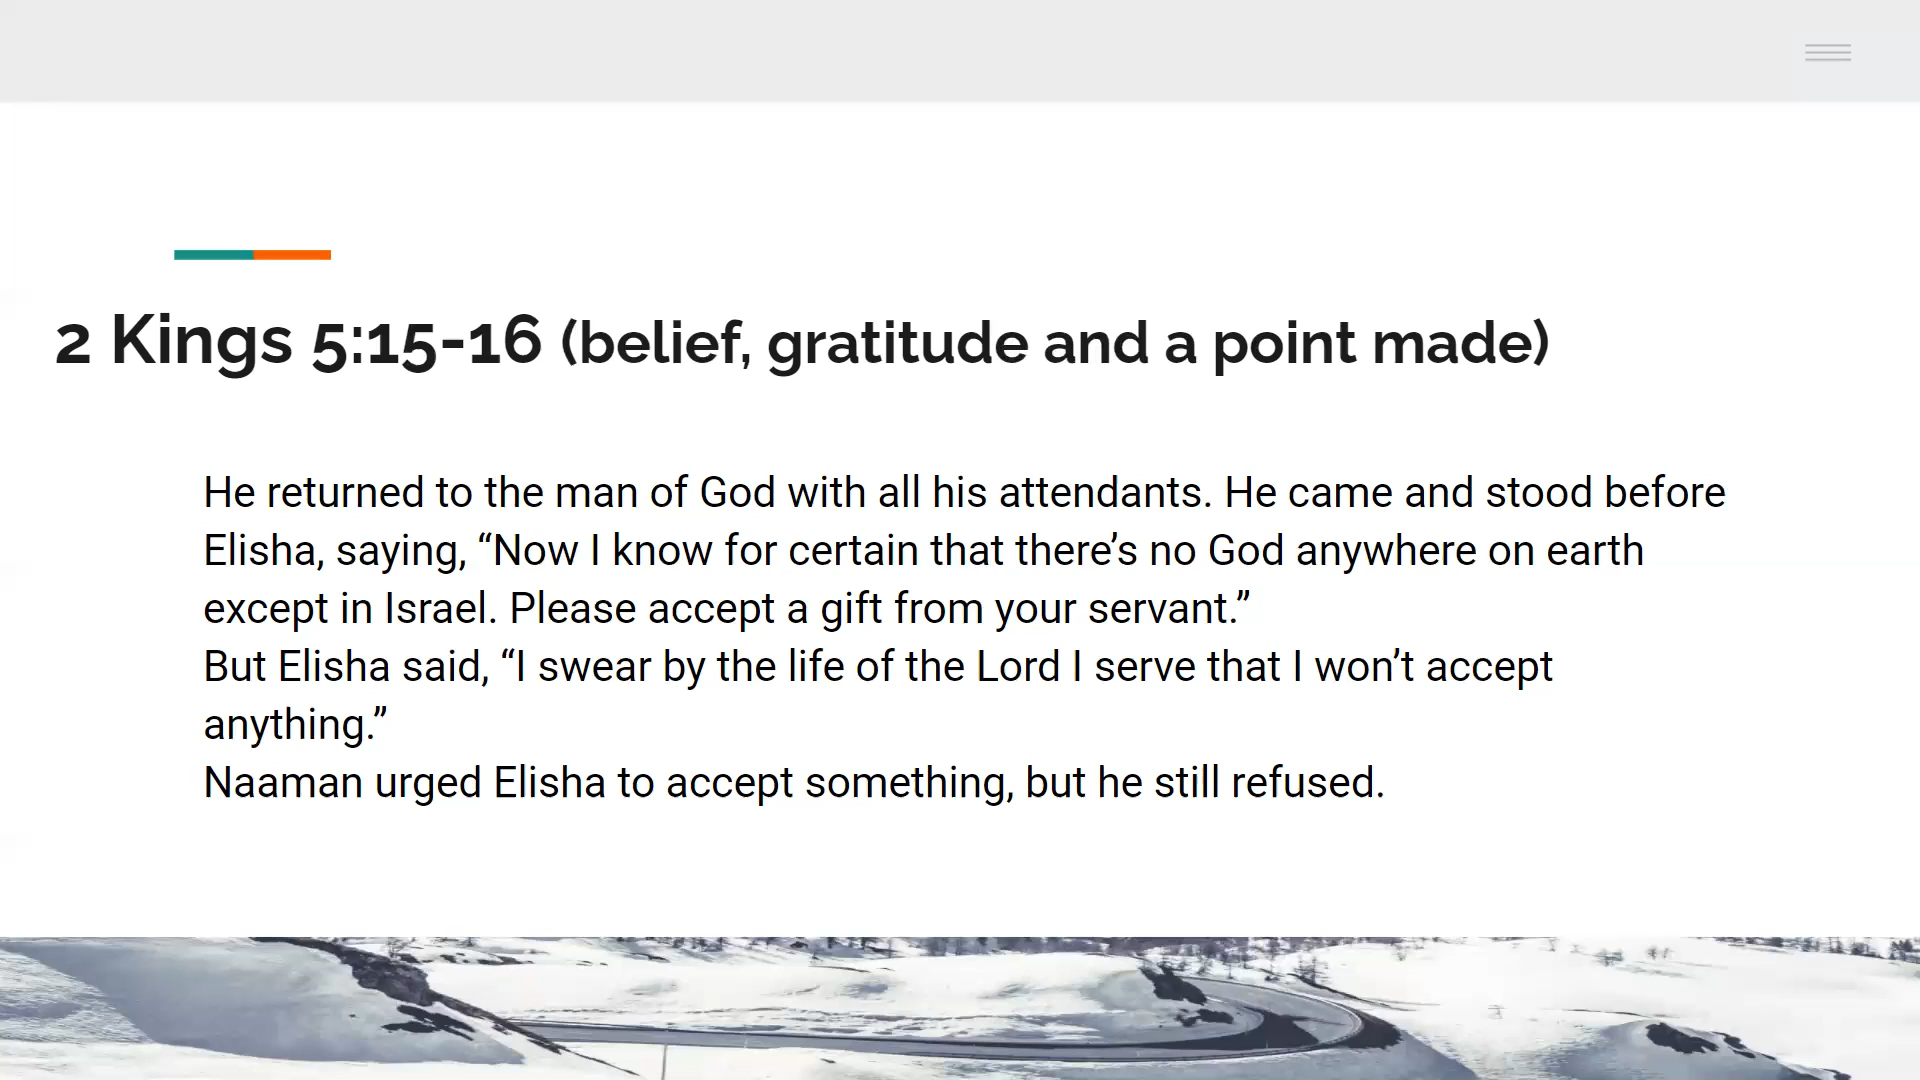 2 Kings 5:15-16 (belief, gratitude and a point made)
He returned to the man of God with all his attendants. He came and stood before
Elisha, saying, “Now I know for certain that there’s no God anywhere on earth
except in Israel. Please accept a gift from your servant.”
But Elisha said, “I swear by the life of the Lord I serve that I won’t accept
anything.”
Naaman urged Elisha to accept something, but he still refused.